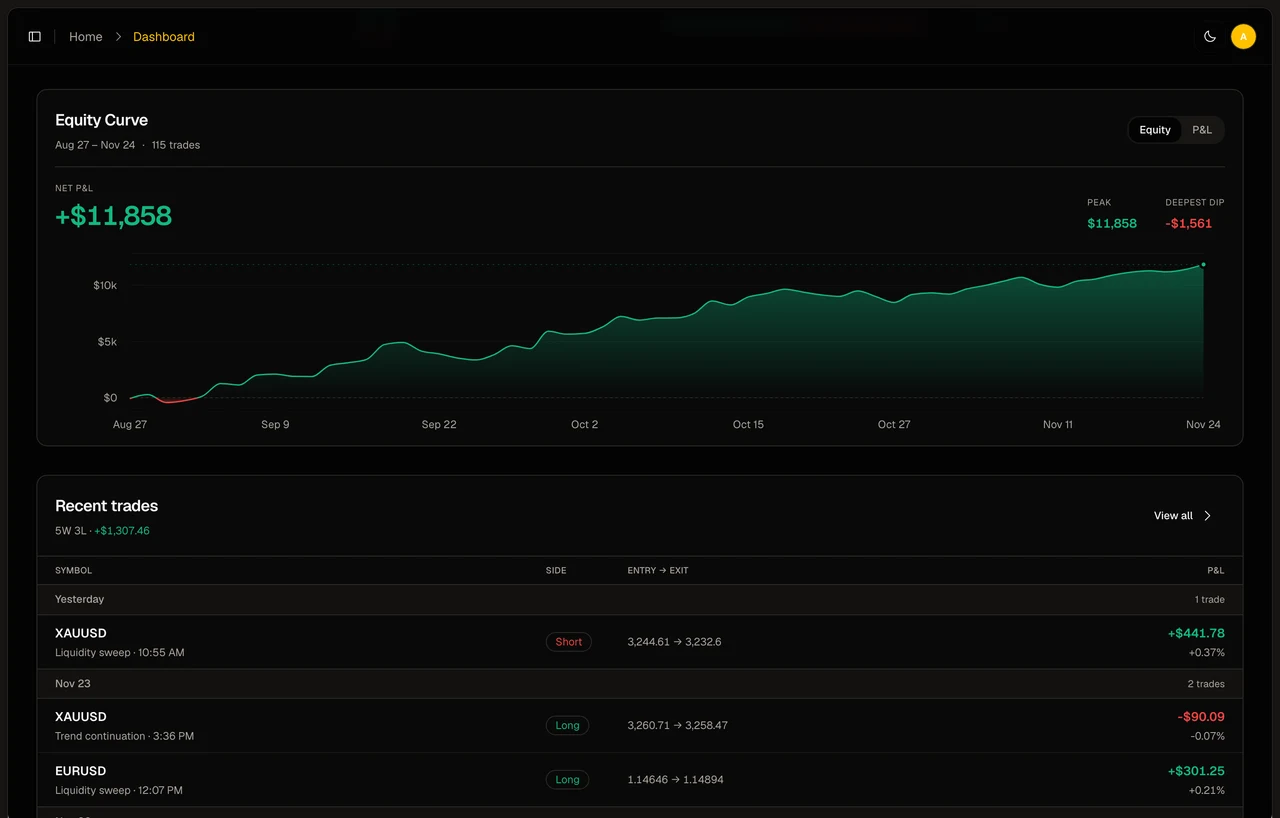 Home > Dashboard
A
Equity Curve
Aug 27 – Nov 24 · 115 trades
Equity P&L
NET P&L
+$11,858
PEAK DEEPEST DIP
$11,858 -$1,561
$10k
$5k
$0
Aug 27 Sep 9 Sep 22 Oct 2 Oct 15 Oct 27 Nov 11 Nov 24
Recent trades
5W 3L · +$1,307.46
View all >
SYMBOL SIDE ENTRY → EXIT P&L
Yesterday 1 trade
XAUUSD
Liquidity sweep · 10:55 AM
Short 3,244.61 → 3,232.6
+$441.78
+0.37%
Nov 23 2 trades
XAUUSD
Trend continuation · 3:36 PM
Long 3,260.71 → 3,258.47
-$90.09
-0.07%
EURUSD
Liquidity sweep · 12:07 PM
Long 1.14646 → 1.14894
+$301.25
+0.21%